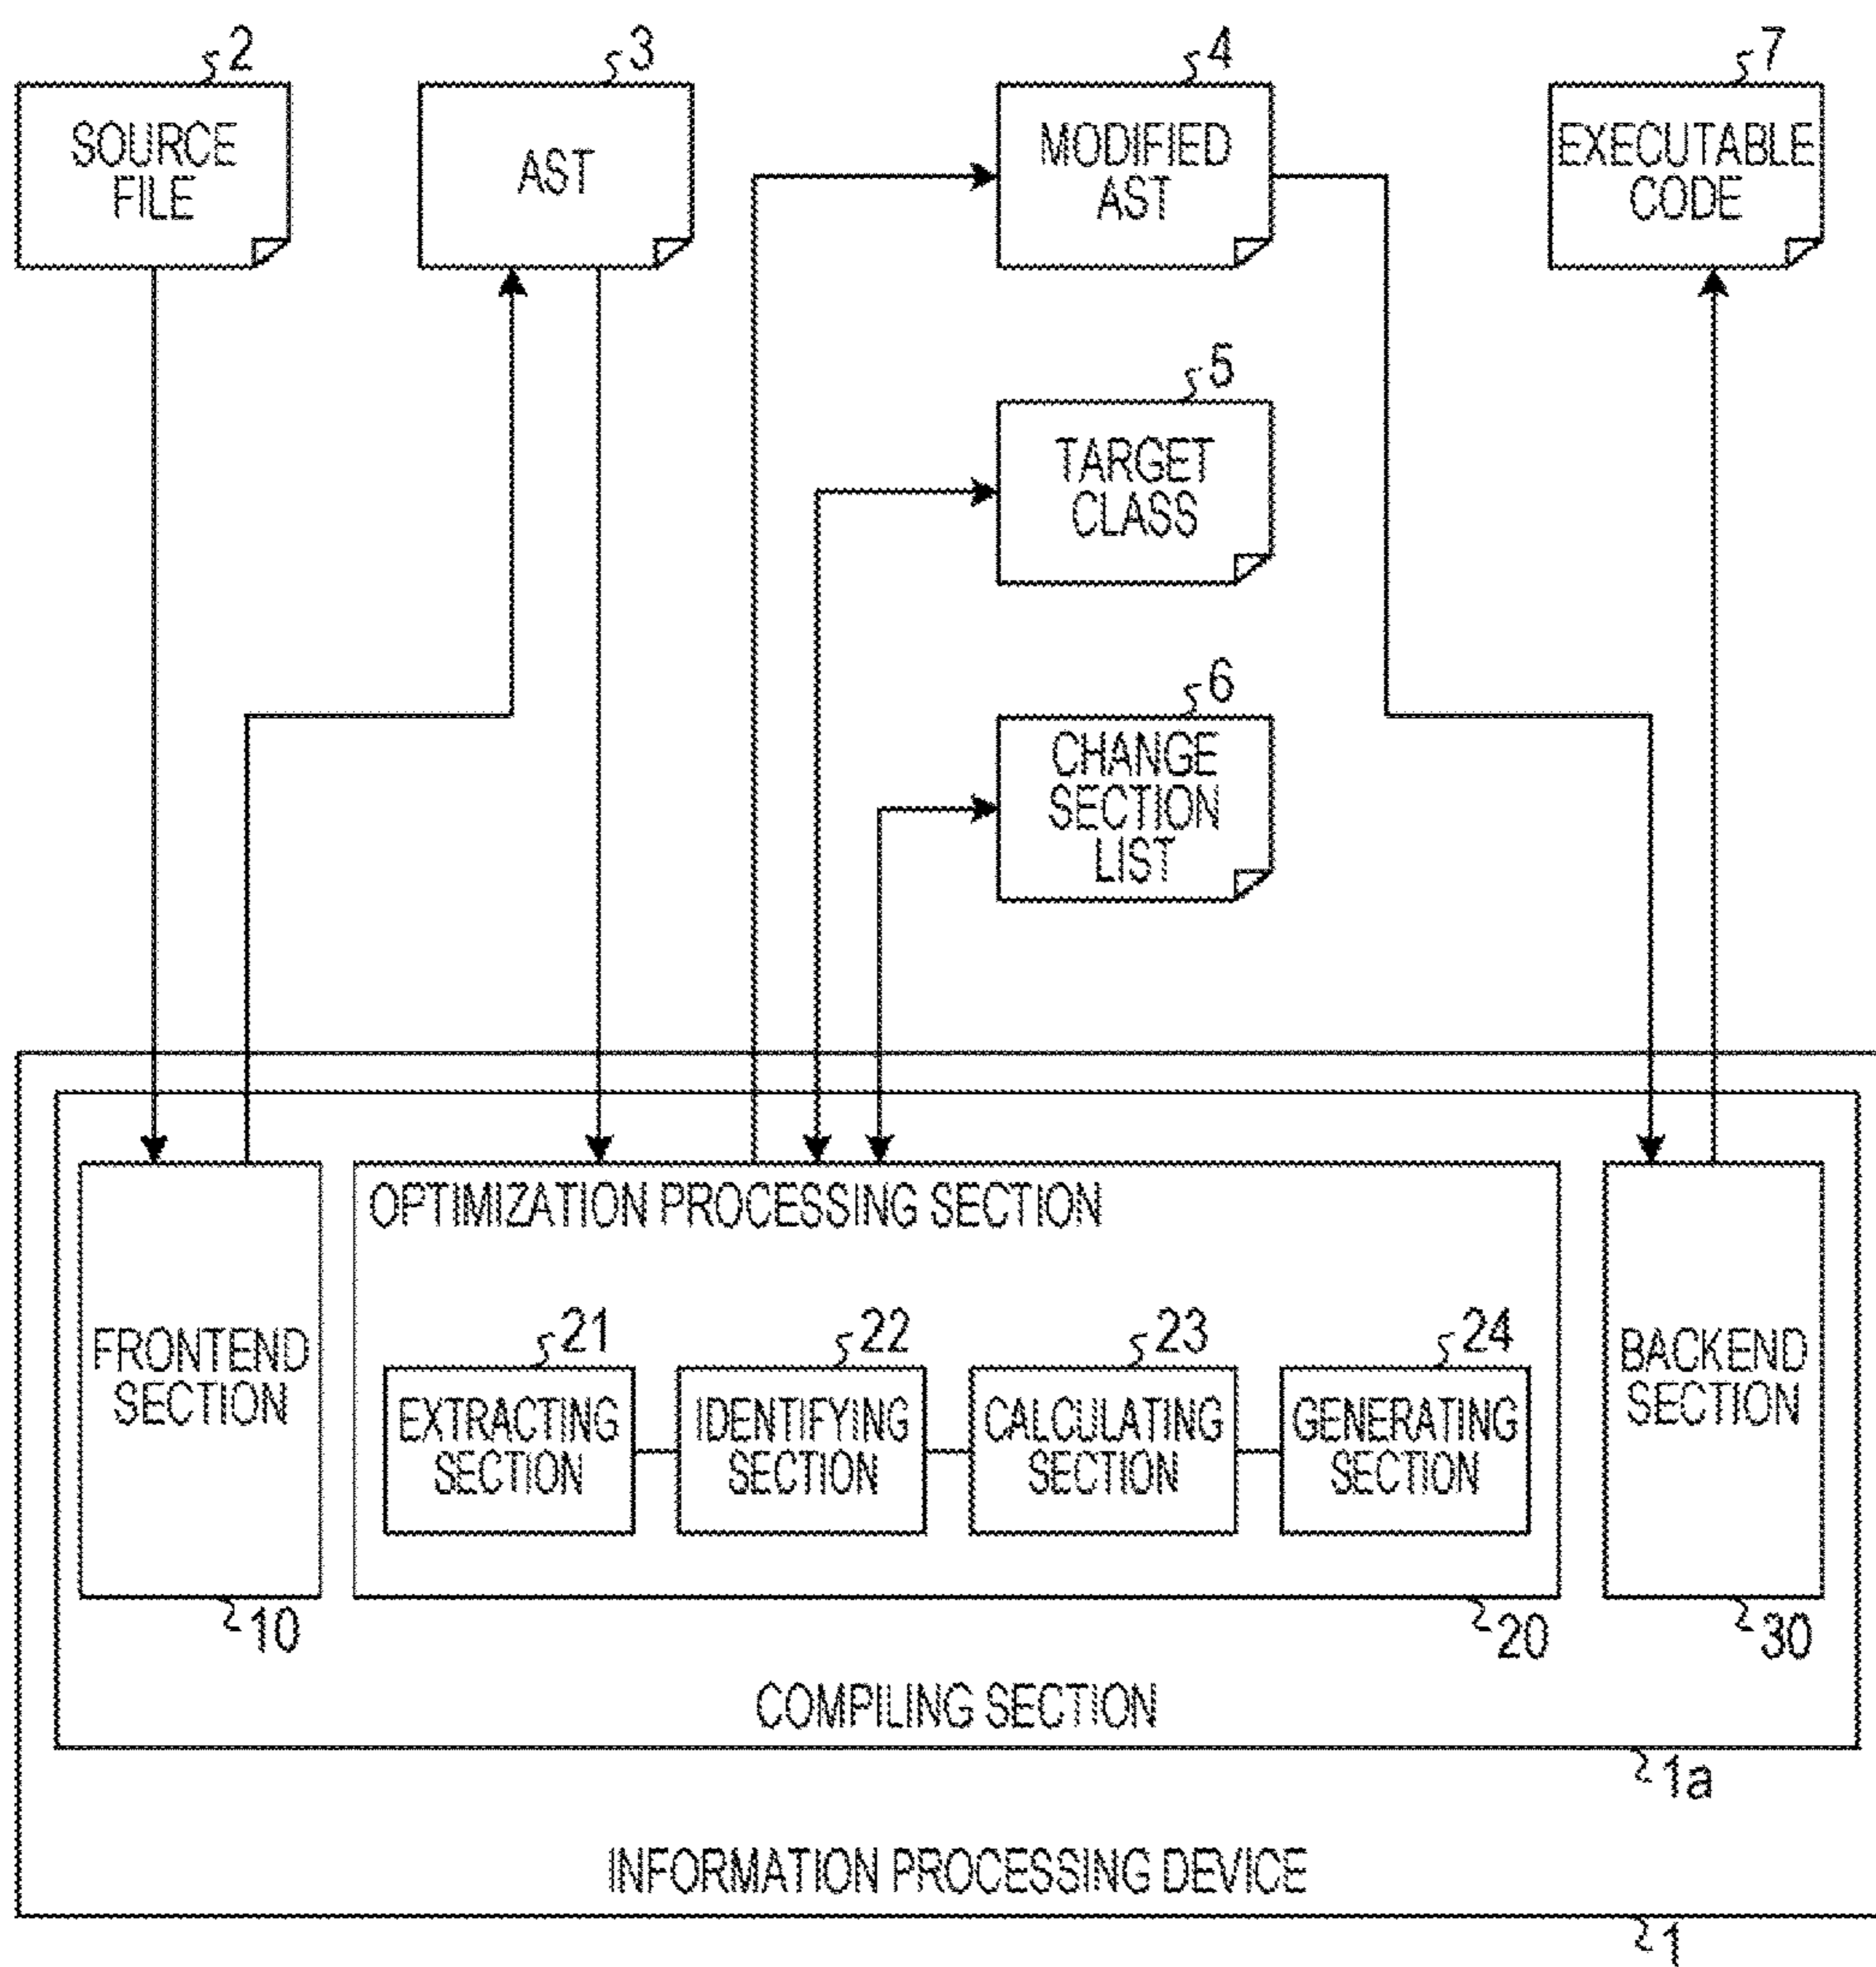 2
3
4
7
SOURCE
FILE
AST
MODIFIED
AST
EXECUTABLE
CODE
5
TARGET
CLASS
6
CHANGE
SECTION
LIST
OPTIMIZATION PROCESSING SECTION
FRONTEND
SECTION
21
EXTRACTING
SECTION
22
IDENTIFYING
SECTION
23
CALCULATING
SECTION
24
GENERATING
SECTION
BACKEND
SECTION
10
20
30
COMPILING SECTION
1a
INFORMATION PROCESSING DEVICE
1